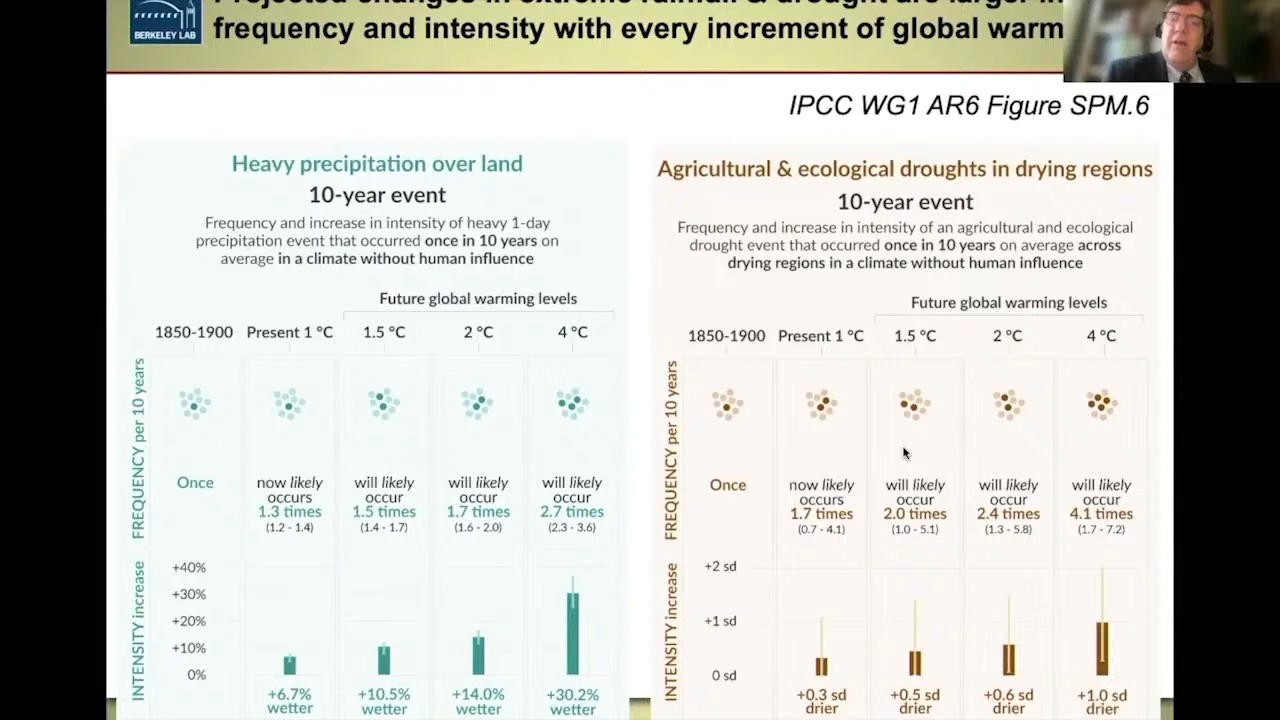 BERKELEY LAB
Projected changes in extreme rainfall & drought are larger in
frequency and intensity with every increment of global warm
IPCC WG1 AR6 Figure SPM.6
Heavy precipitation over land
10-year event
Frequency and increase in intensity of heavy 1-day
precipitation event that occurred once in 10 years on
average in a climate without human influence
Future global warming levels
1850-1900 Present 1 °C 1.5 °C 2 °C 4 °C
FREQUENCY per 10 years
Once
now likely
occurs
1.3 times
(1.2 - 1.4)
will likely
occur
1.5 times
(1.4 - 1.7)
will likely
occur
1.7 times
(1.6 - 2.0)
will likely
occur
2.7 times
(2.3 - 3.6)
INTENSITY increase
+40%
+30%
+20%
+10%
0%
+6.7%
wetter
+10.5%
wetter
+14.0%
wetter
+30.2%
wetter
Agricultural & ecological droughts in drying regions
10-year event
Frequency and increase in intensity of an agricultural and ecological
drought event that occurred once in 10 years on average across
drying regions in a climate without human influence
Future global warming levels
1850-1900 Present 1 °C 1.5 °C 2 °C 4 °C
FREQUENCY per 10 years
Once
now likely
occurs
1.7 times
(0.7 - 4.1)
will likely
occur
2.0 times
(1.0 - 5.1)
will likely
occur
2.4 times
(1.3 - 5.8)
will likely
occur
4.1 times
(1.7 - 7.2)
INTENSITY increase
+2 sd
+1 sd
0 sd
+0.3 sd
drier
+0.5 sd
drier
+0.6 sd
drier
+1.0 sd
drier